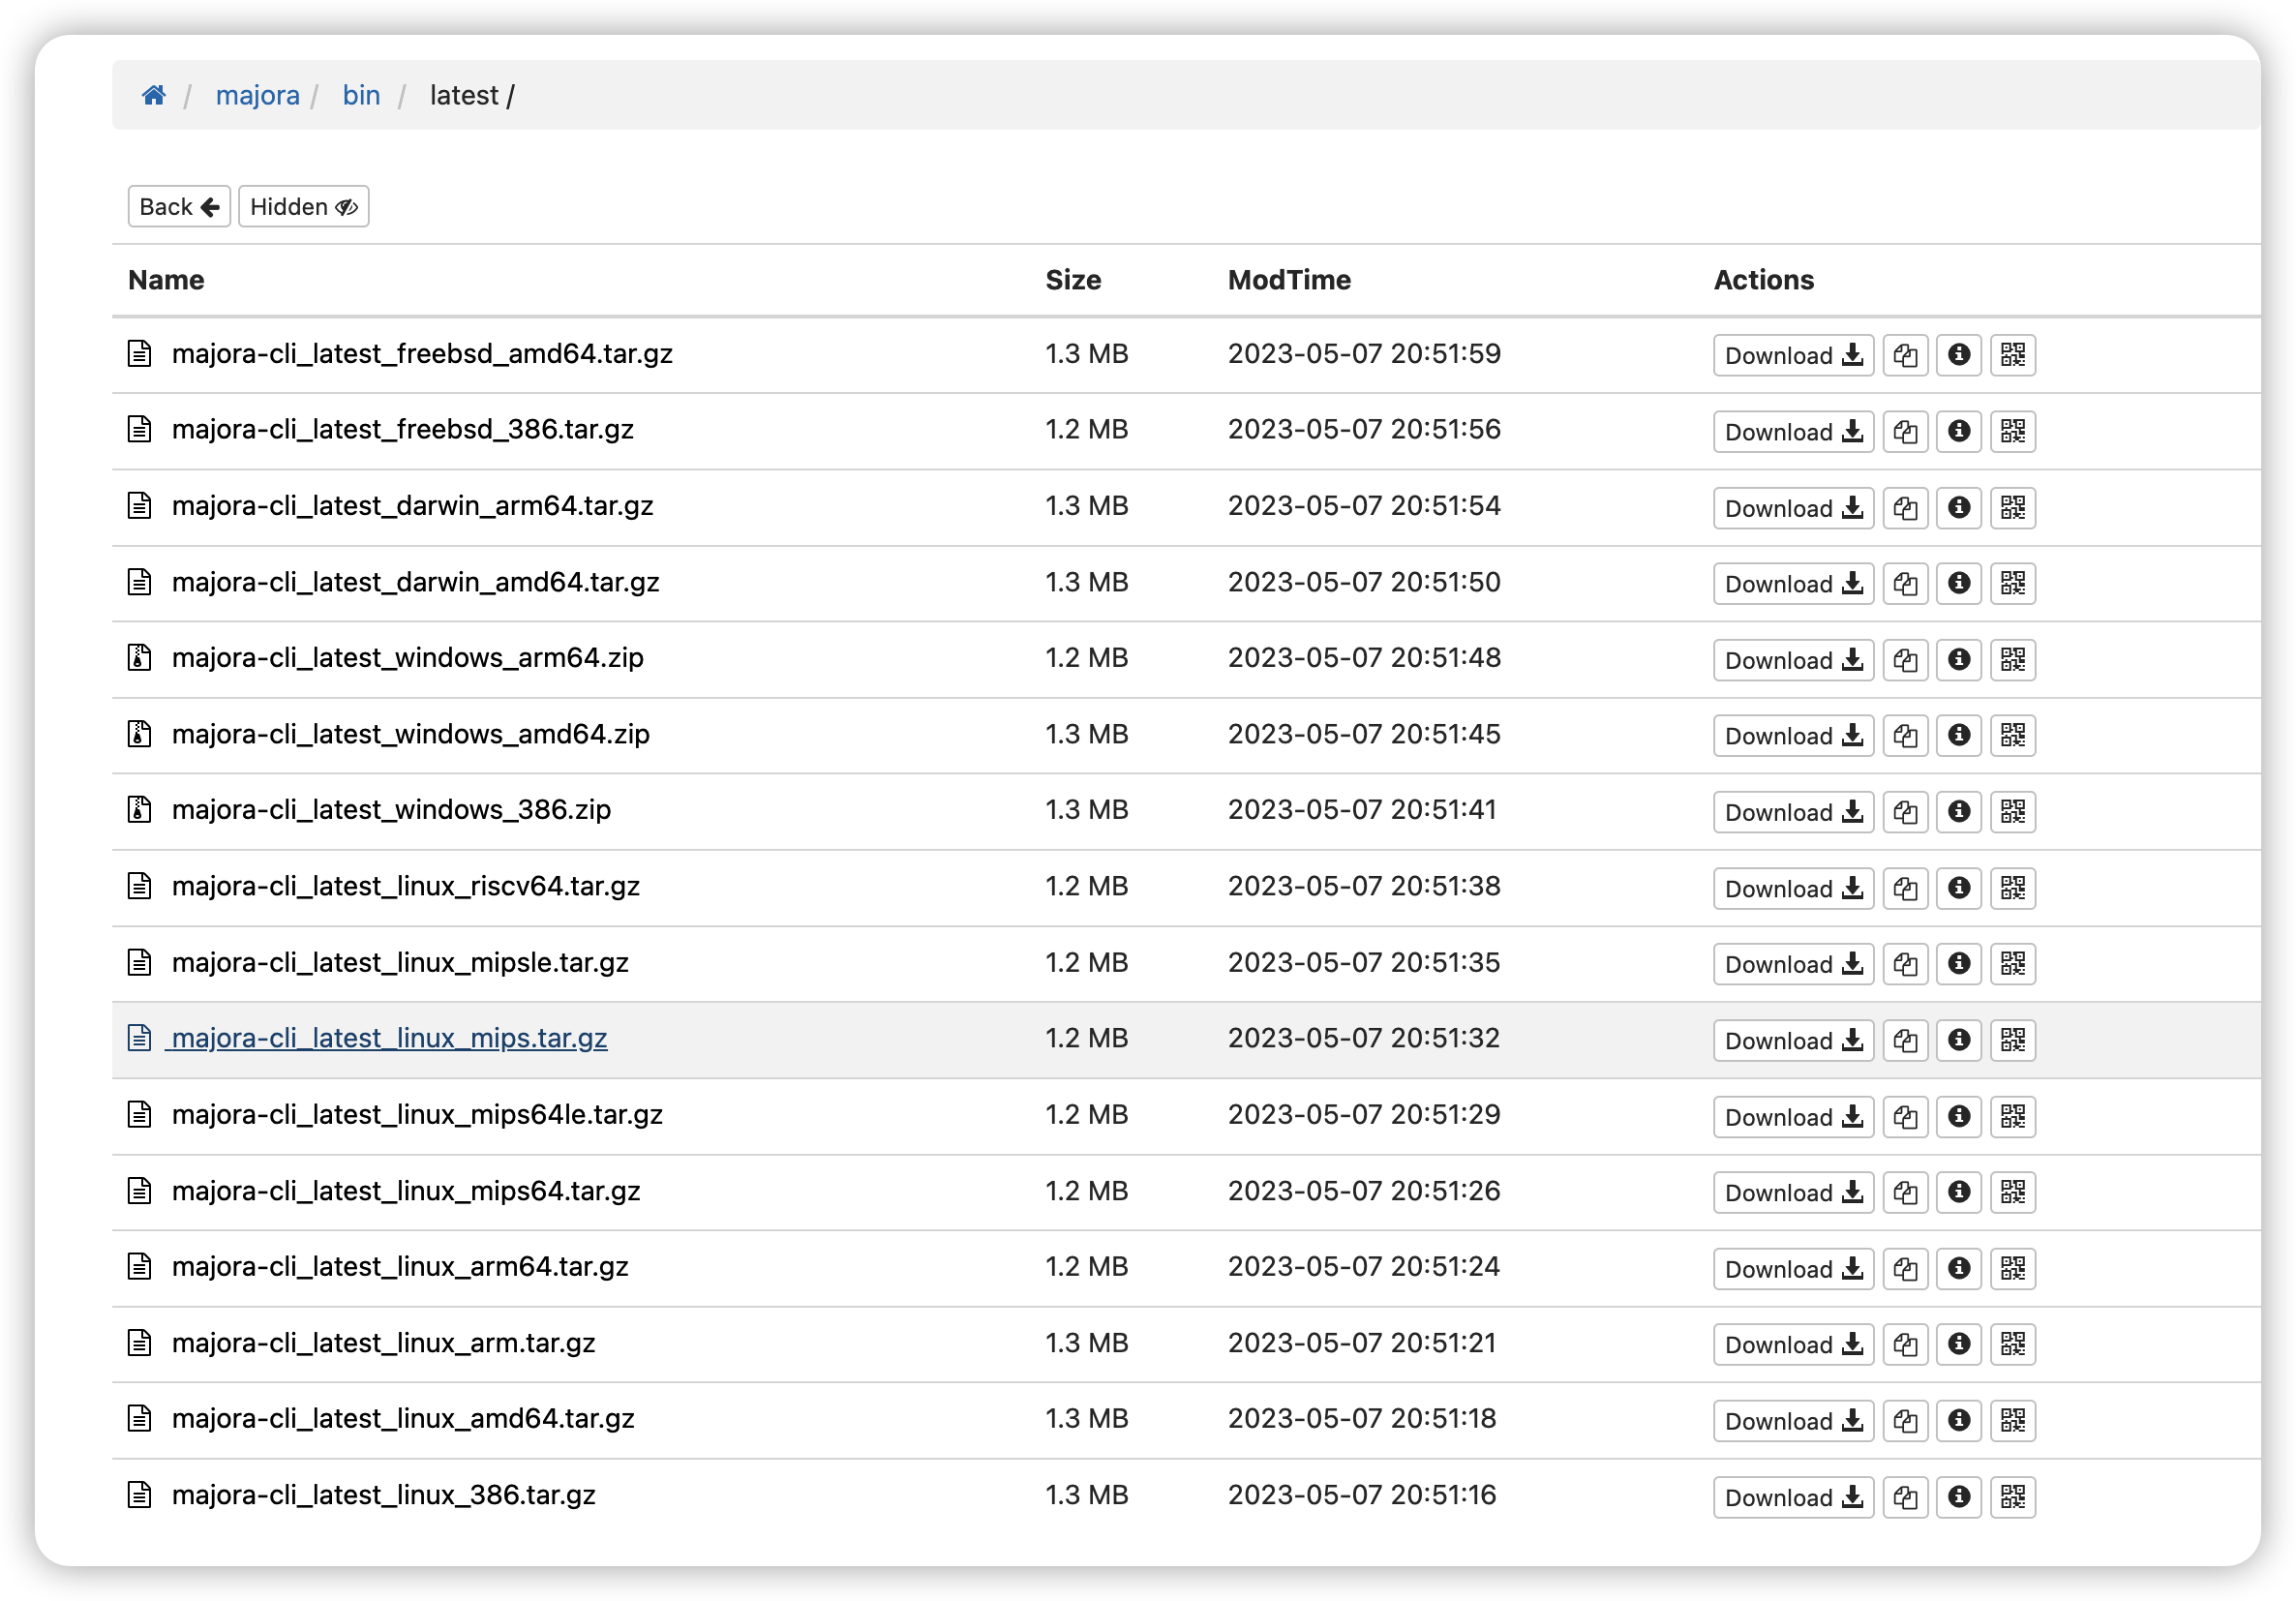 / majora / bin / latest /
Back Hidden
Name Size ModTime Actions
majora-cli_latest_freebsd_amd64.tar.gz 1.3 MB 2023-05-07 20:51:59 Download
majora-cli_latest_freebsd_386.tar.gz 1.2 MB 2023-05-07 20:51:56 Download
majora-cli_latest_darwin_arm64.tar.gz 1.3 MB 2023-05-07 20:51:54 Download
majora-cli_latest_darwin_amd64.tar.gz 1.3 MB 2023-05-07 20:51:50 Download
majora-cli_latest_windows_arm64.zip 1.2 MB 2023-05-07 20:51:48 Download
majora-cli_latest_windows_amd64.zip 1.3 MB 2023-05-07 20:51:45 Download
majora-cli_latest_windows_386.zip 1.3 MB 2023-05-07 20:51:41 Download
majora-cli_latest_linux_riscv64.tar.gz 1.2 MB 2023-05-07 20:51:38 Download
majora-cli_latest_linux_mipsle.tar.gz 1.2 MB 2023-05-07 20:51:35 Download
majora-cli_latest_linux_mips.tar.gz 1.2 MB 2023-05-07 20:51:32 Download
majora-cli_latest_linux_mips64le.tar.gz 1.2 MB 2023-05-07 20:51:29 Download
majora-cli_latest_linux_mips64.tar.gz 1.2 MB 2023-05-07 20:51:26 Download
majora-cli_latest_linux_arm64.tar.gz 1.2 MB 2023-05-07 20:51:24 Download
majora-cli_latest_linux_arm.tar.gz 1.3 MB 2023-05-07 20:51:21 Download
majora-cli_latest_linux_amd64.tar.gz 1.3 MB 2023-05-07 20:51:18 Download
majora-cli_latest_linux_386.tar.gz 1.3 MB 2023-05-07 20:51:16 Download